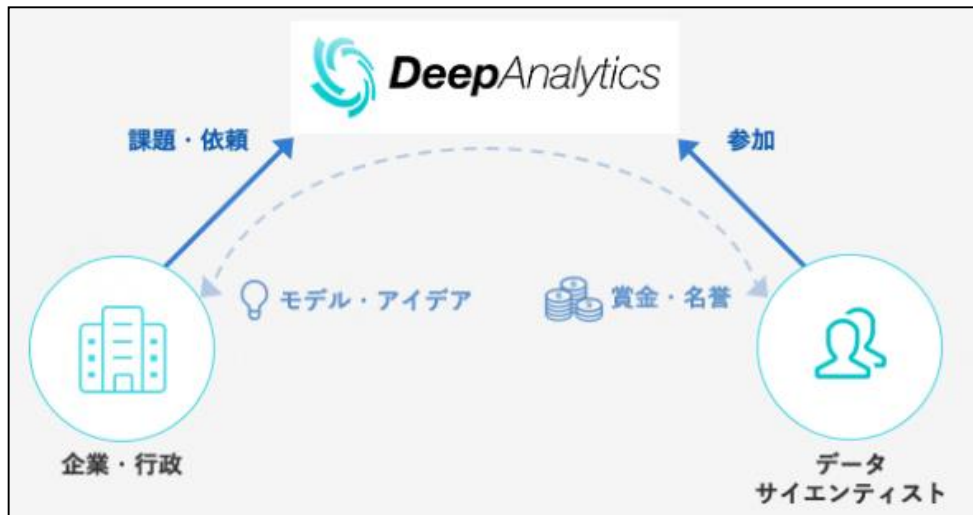 DeepAnalytics
課題・依頼
参加
モデル・アイデア
賞金・名誉
企業・行政
データ
サイエンティスト